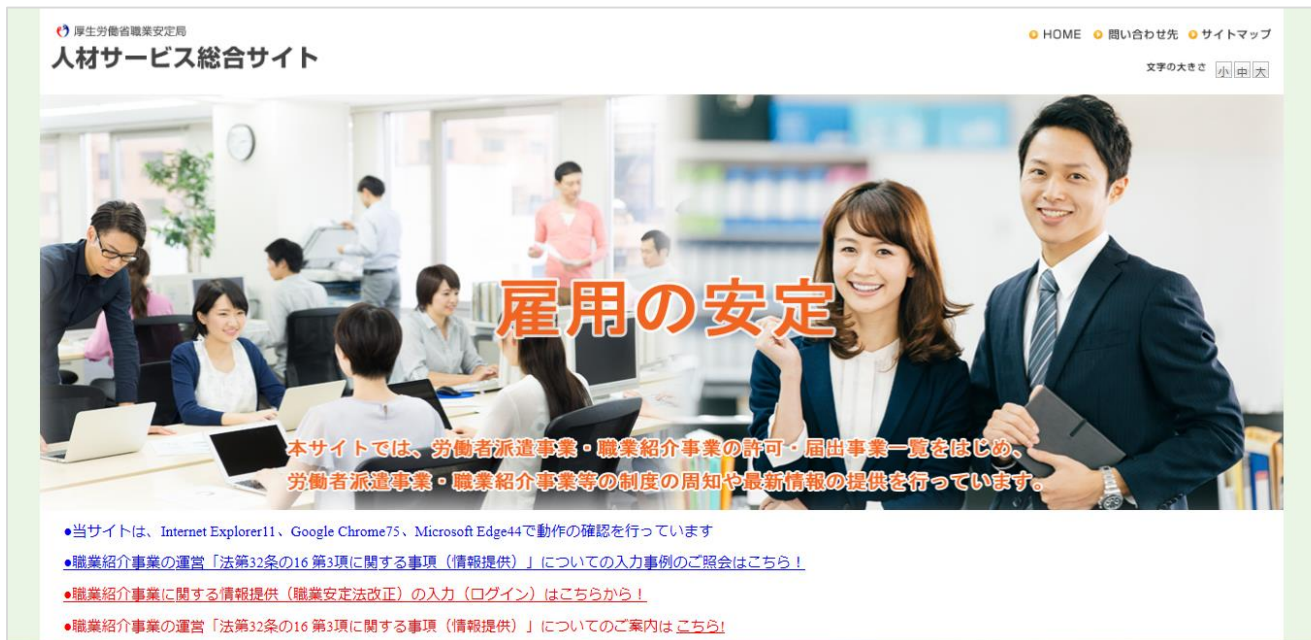 厚生労働省職業安定局
人材サービス総合サイト
HOME 問い合わせ先 サイトマップ
文字の大きさ 小 中 大
雇用の安定
本サイトでは、労働者派遣事業・職業紹介事業の許可・届出事業一覧をはじめ、
労働者派遣事業・職業紹介事業等の制度の周知や最新情報の提供を行っています。
●当サイトは、Internet Explorer11、Google Chrome75、Microsoft Edge44で動作の確認を行っています
●職業紹介事業の運営「法第32条の16 第3項に関する事項（情報提供）」についての入力事例のご照会はこちら！
●職業紹介事業に関する情報提供（職業安定法改正）の入力（ログイン）はこちらから！
●職業紹介事業の運営「法第32条の16 第3項に関する事項（情報提供）」についてのご案内は こちら!